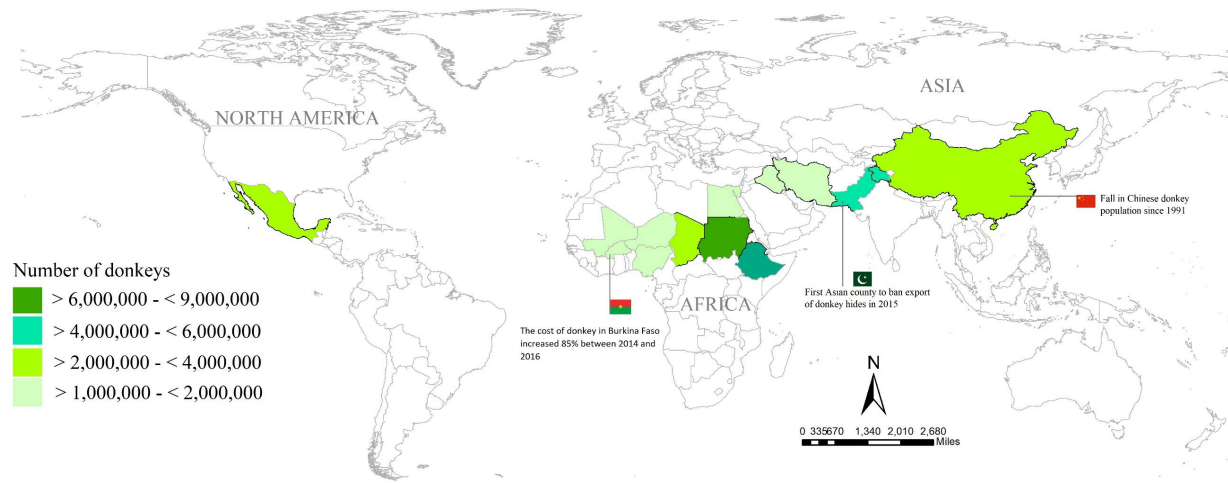 NORTH AMERICA
ASIA
Fall in Chinese donkey
population since 1991
Number of donkeys
> 6,000,000 - < 9,000,000
> 4,000,000 - < 6,000,000
> 2,000,000 - < 4,000,000
> 1,000,000 - < 2,000,000
First Asian county to ban export
of donkey hides in 2015
AFRICA
The cost of donkey in Burkina Faso
increased 85% between 2014 and
2016
N
0 335670 1,340 2,010 2,680
Miles